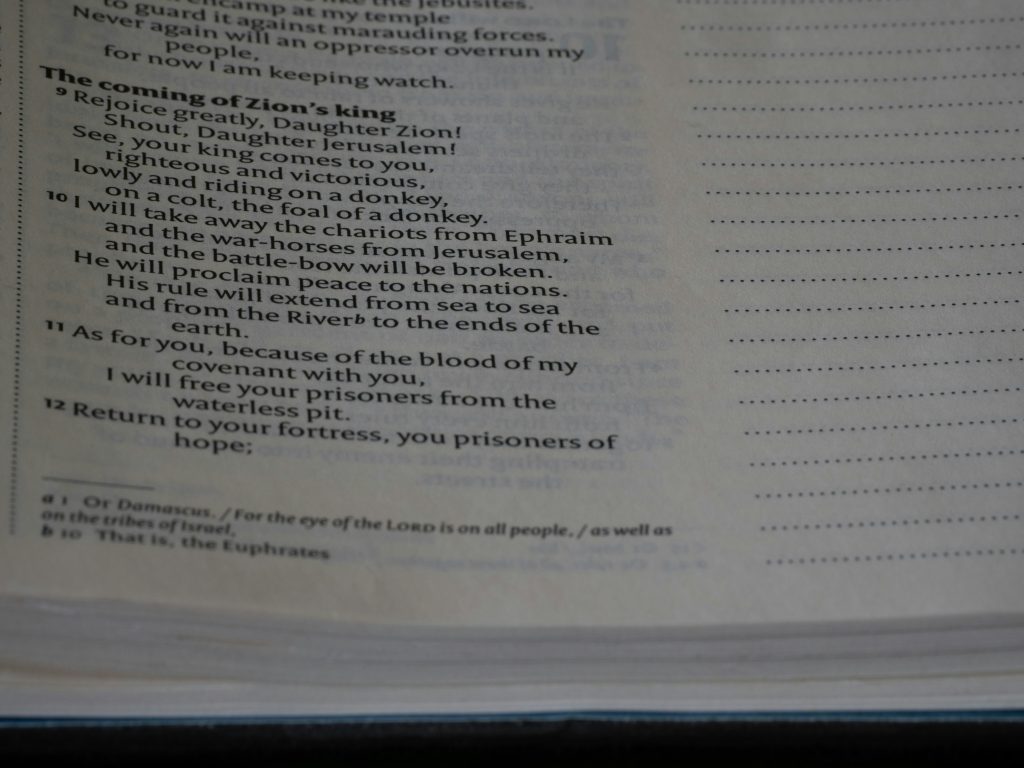 like the Jebusites.
encamp at my temple
to guard it against marauding forces.
Never again will an oppressor overrun my
people,
for now I am keeping watch.
The coming of Zion's king
9 Rejoice greatly, Daughter Zion!
Shout, Daughter Jerusalem!
See, your king comes to you,
righteous and victorious,
lowly and riding on a donkey,
on a colt, the foal of a donkey.
10 I will take away the chariots from Ephraim
and the war-horses from Jerusalem,
and the battle-bow will be broken.
He will proclaim peace to the nations.
His rule will extend from sea to sea
and from the Riverb to the ends of the
earth.
11 As for you, because of the blood of my
covenant with you,
I will free your prisoners from the
waterless pit.
12 Return to your fortress, you prisoners of
hope;
a 1 Or Damascus. / For the eye of the LORD is on all people, / as well as
on the tribes of Israel,
b 10 That is, the Euphrates